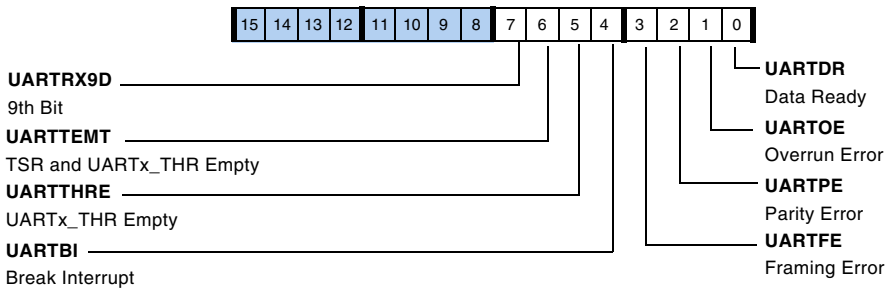 15 14 13 12 11 10 9 8 7 6 5 4 3 2 1 0
UARTRX9D
9th Bit
UARTTEMT
TSR and UARTx_THR Empty
UARTTHRE
UARTx_THR Empty
UARTBI
Break Interrupt
UARTDR
Data Ready
UARTOE
Overrun Error
UARTPE
Parity Error
UARTFE
Framing Error